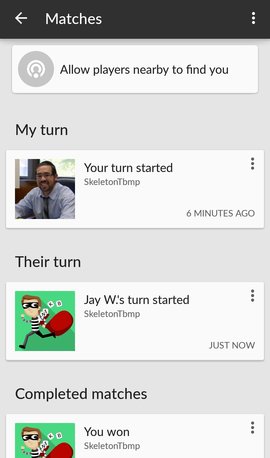 Matches
Allow players nearby to find you
My turn
Your turn started
SkeletonTbmp
6 MINUTES AGO
Their turn
Jay W.'s turn started
SkeletonTbmp
JUST NOW
Completed matches
You won
SkeletonTbmp